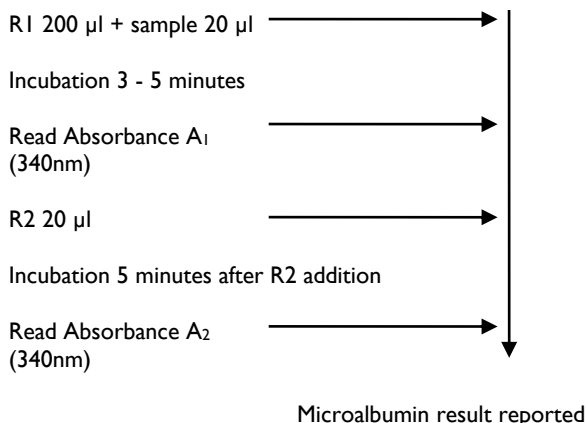 R1 200 µl + sample 20 µl
Incubation 3 - 5 minutes
Read Absorbance A₁
(340nm)
R2 20 µl
Incubation 5 minutes after R2 addition
Read Absorbance A₂
(340nm)
Microalbumin result reported